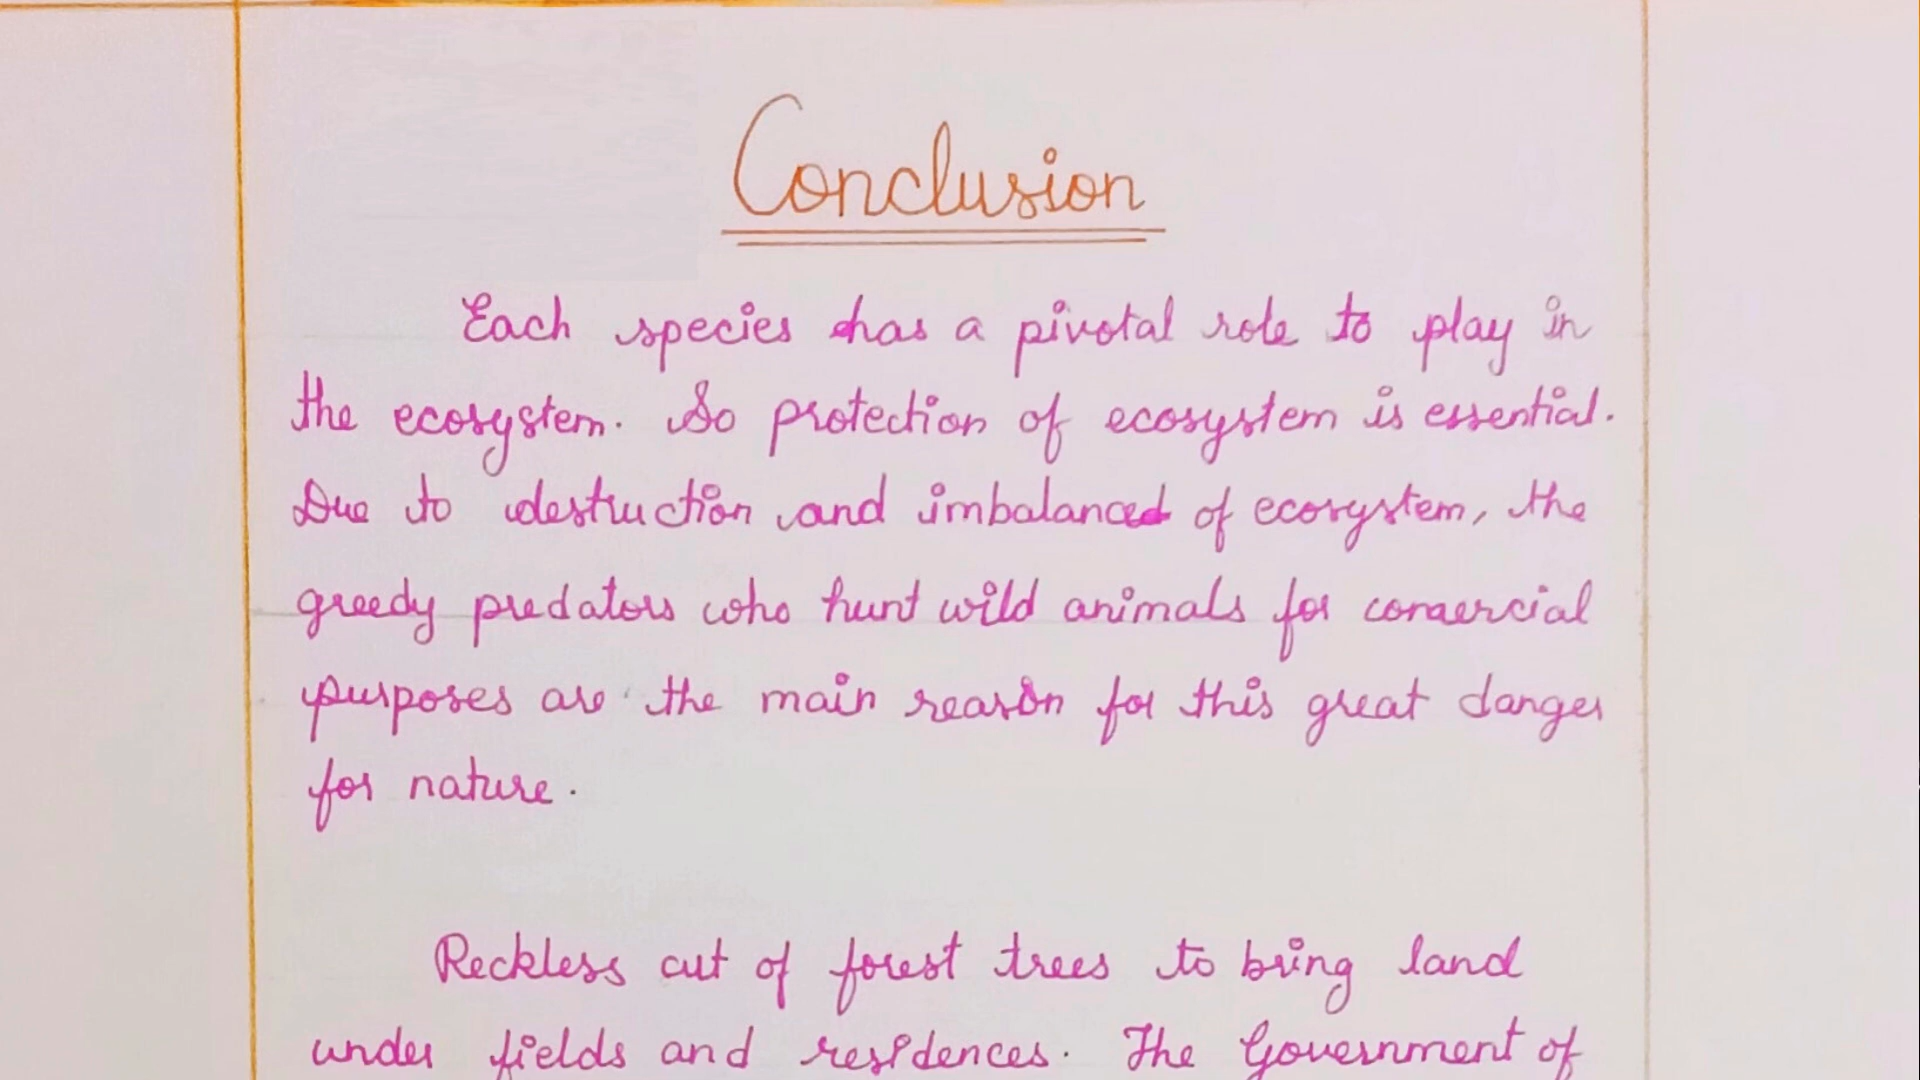 Conclusion
Each species has a pivotal role to play in
the ecosystem. So protection of ecosystem is essential.
Due to destruction and imbalanced of ecosystem, the
greedy predators who hunt wild animals for comercial
purposes are the main reason for this great danger
for nature.
Reckless cut of forest trees to bring land
under fields and residences. The Government of